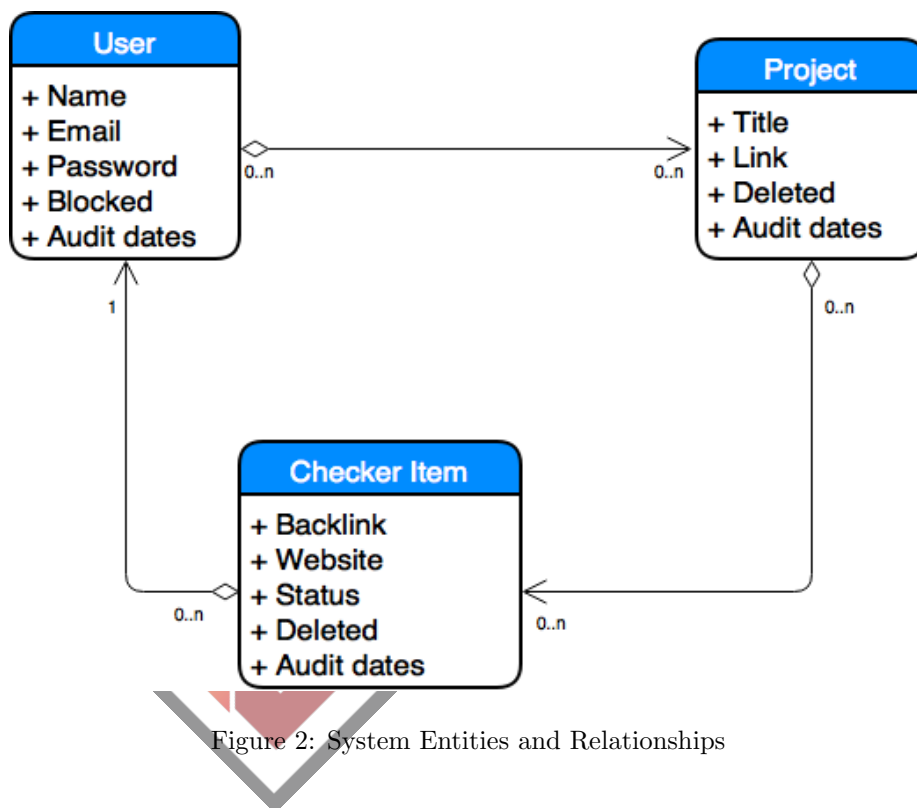 User
+ Name
+ Email
+ Password
+ Blocked
+ Audit dates
0..n
0..n
Project
+ Title
+ Link
+ Deleted
+ Audit dates
1
0..n
Checker Item
+ Backlink
+ Website
+ Status
+ Deleted
+ Audit dates
0..n
0..n
Figure 2: System Entities and Relationships